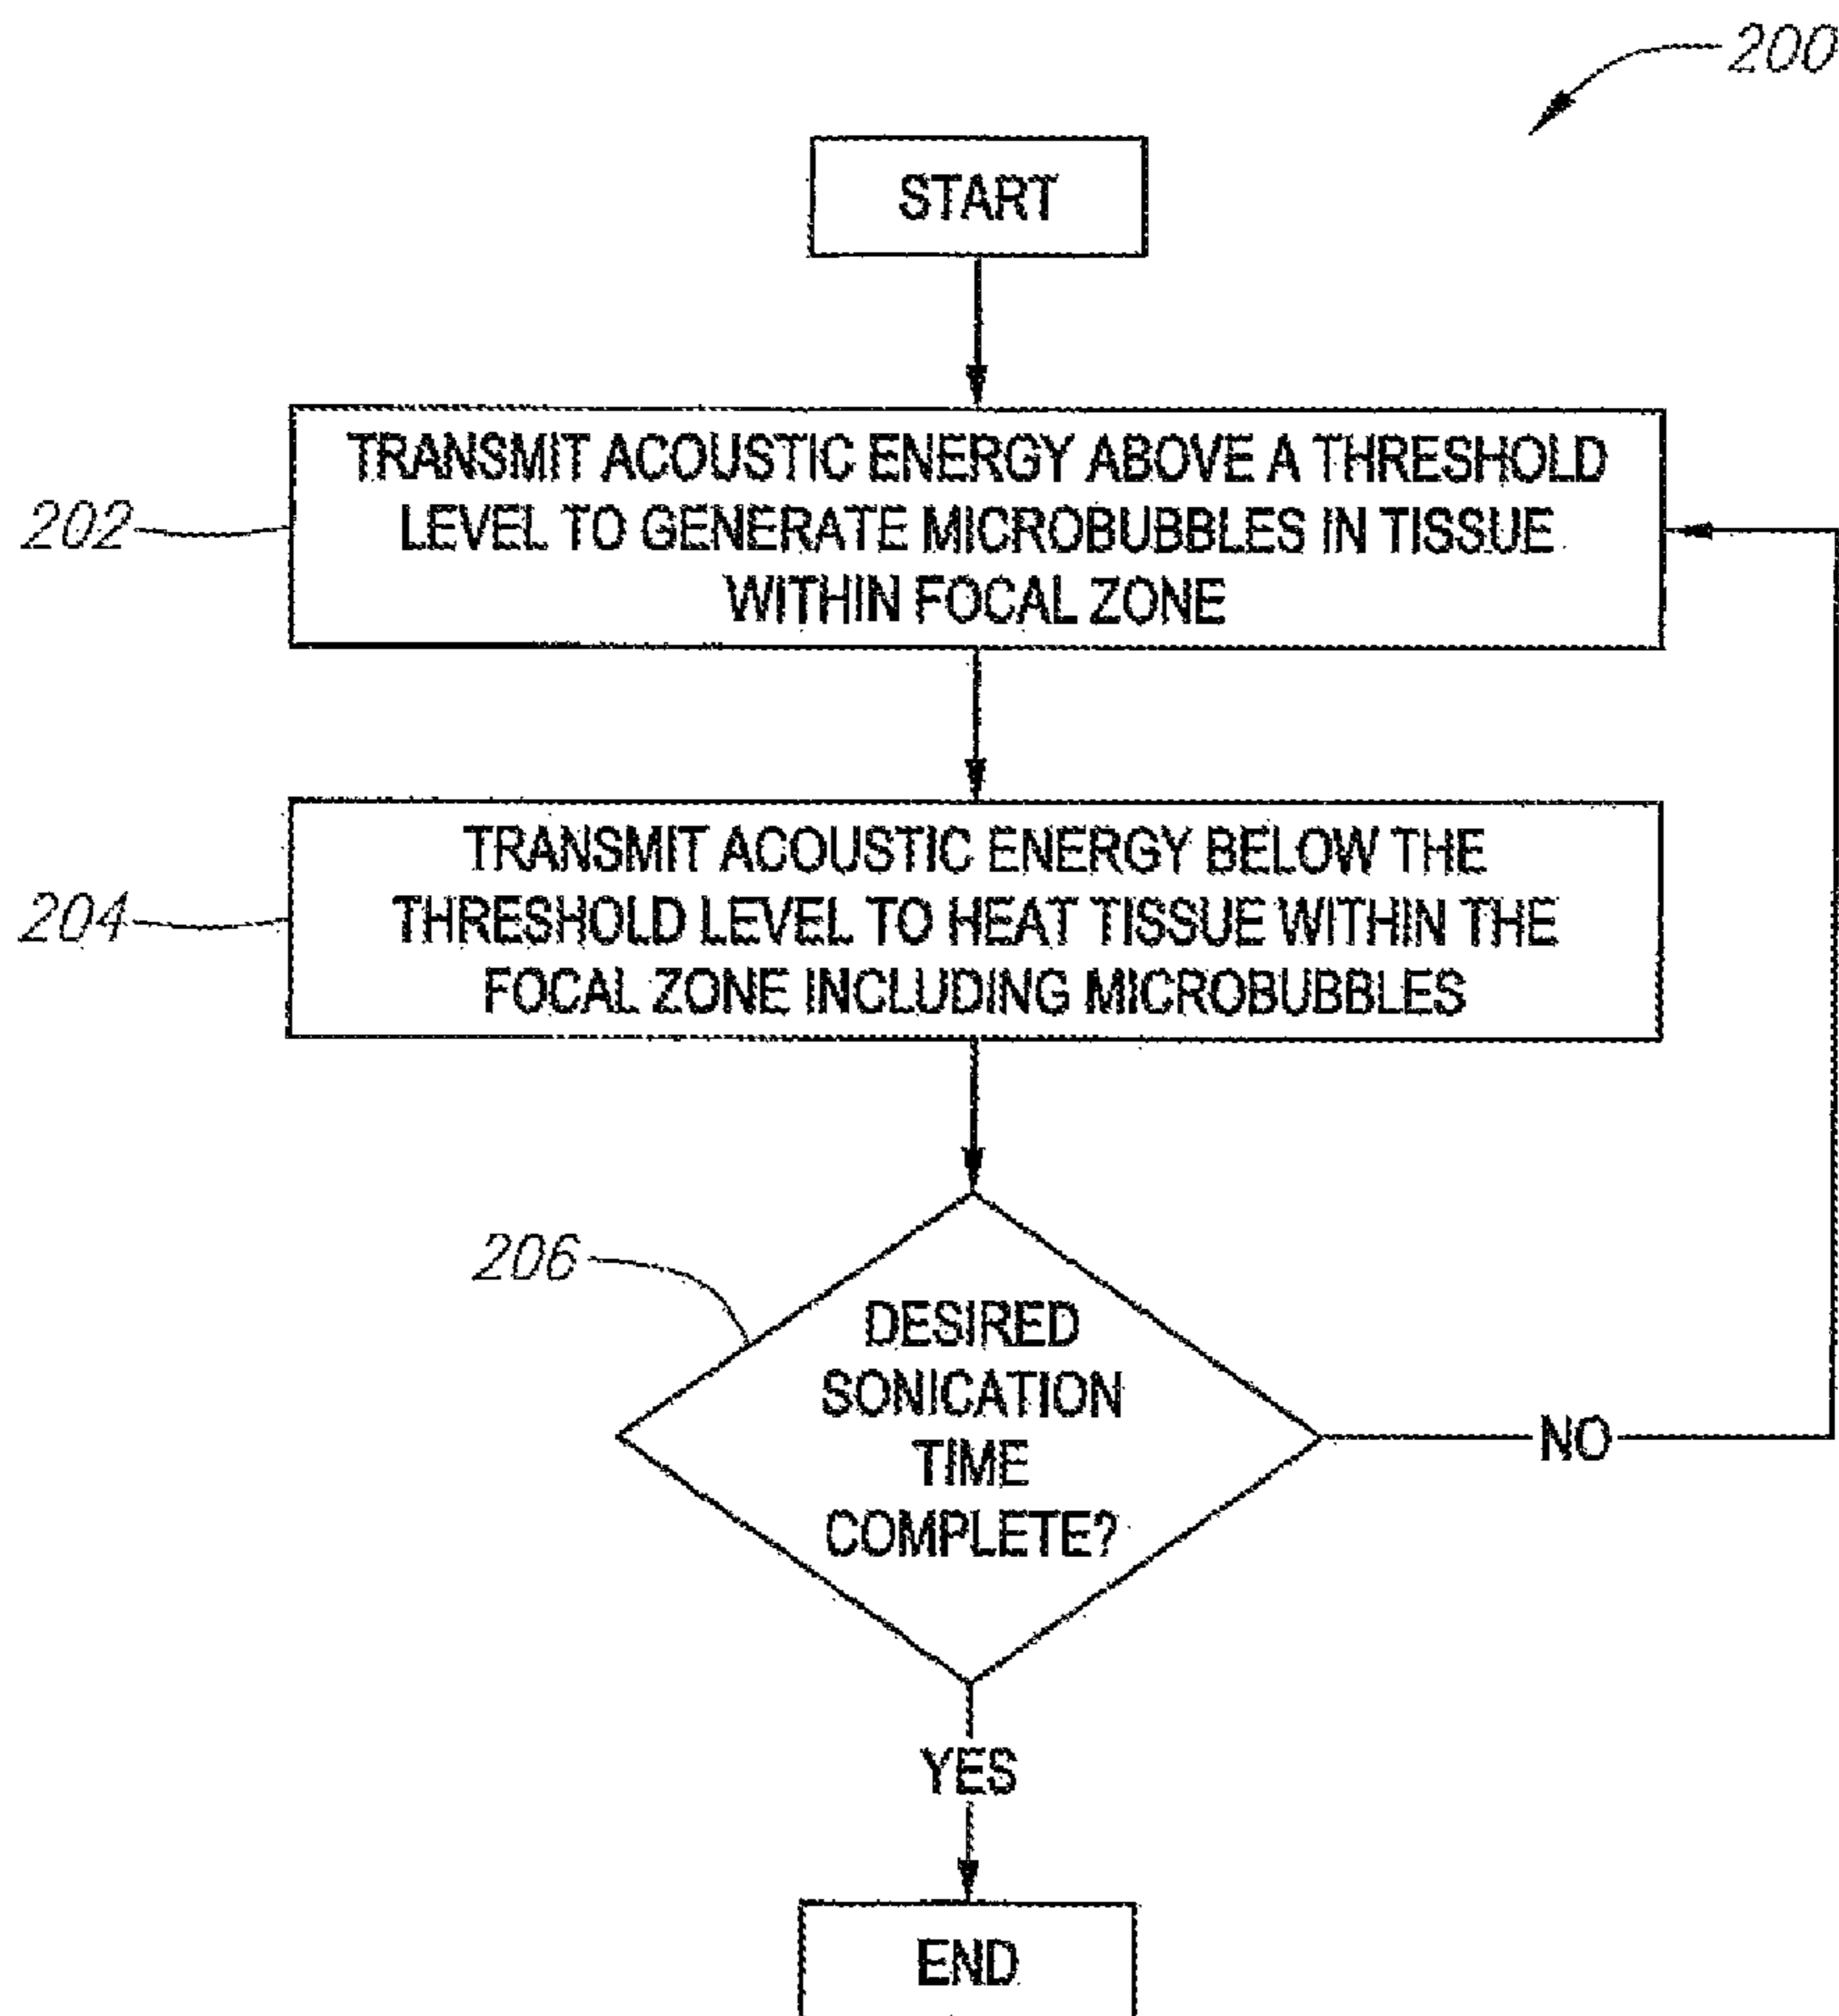 200
START
202
TRANSMIT ACOUSTIC ENERGY ABOVE A THRESHOLD
LEVEL TO GENERATE MICROBUBBLES IN TISSUE
WITHIN FOCAL ZONE
204
TRANSMIT ACOUSTIC ENERGY BELOW THE
THRESHOLD LEVEL TO HEAT TISSUE WITHIN THE
FOCAL ZONE INCLUDING MICROBUBBLES
206
DESIRED
SONICATION
TIME
COMPLETE?
NO
YES
END